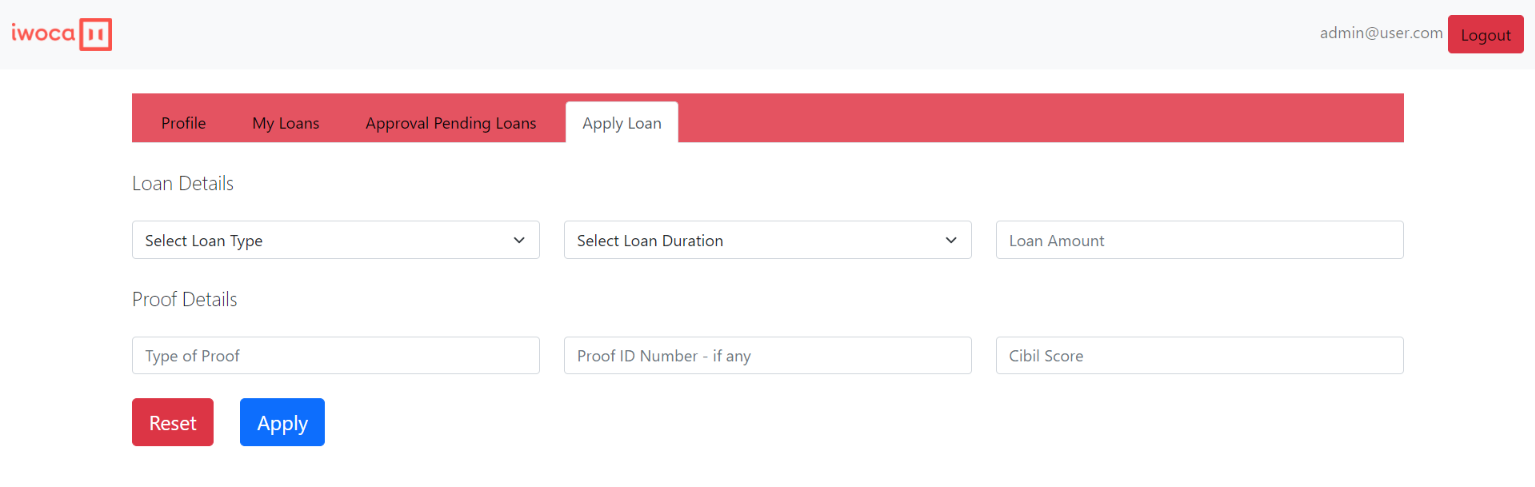 iwoca
admin@user.com Logout
Profile My Loans Approval Pending Loans Apply Loan
Loan Details
Select Loan Type Select Loan Duration Loan Amount
Proof Details
Type of Proof Proof ID Number - if any Cibil Score
Reset Apply